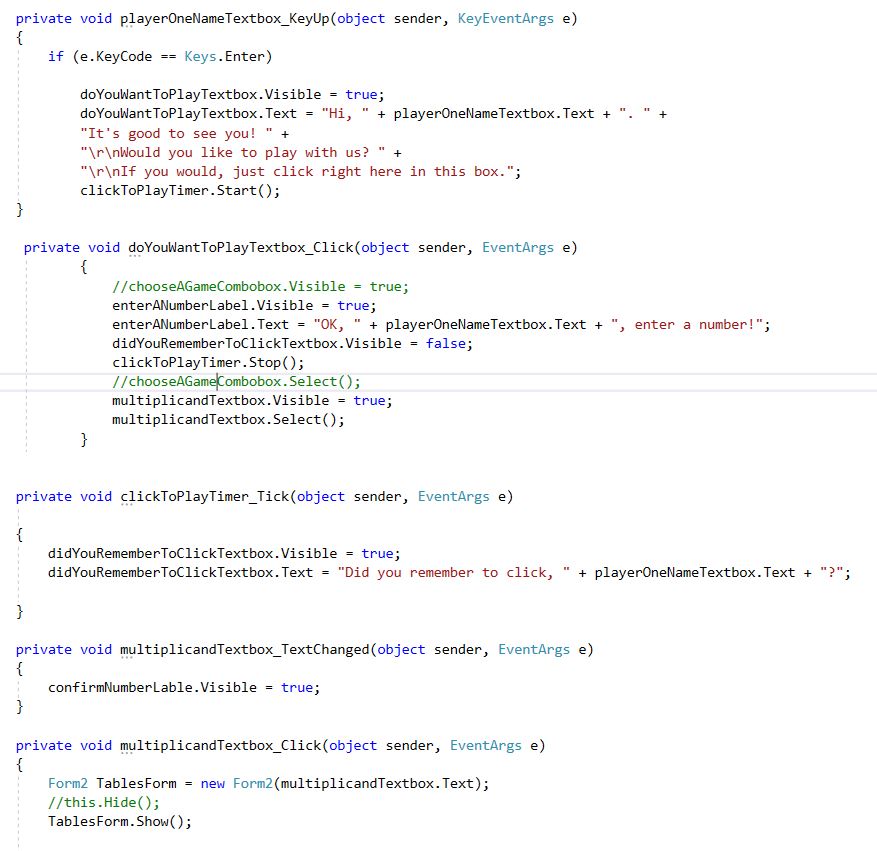 private void playerOneNameTextbox_KeyUp(object sender, KeyEventArgs e)
{
if (e.KeyCode == Keys.Enter)
doYouWantToPlayTextbox.Visible = true;
doYouWantToPlayTextbox.Text = "Hi, " + playerOneNameTextbox.Text + ". " +
"It's good to see you! " +
"\r\nWould you like to play with us? " +
"\r\nIf you would, just click right here in this box.";
clickToPlayTimer.Start();
}
private void doYouWantToPlayTextbox_Click(object sender, EventArgs e)
{
//chooseAGameCombobox.Visible = true;
enterANumberLabel.Visible = true;
enterANumberLabel.Text = "OK, " + playerOneNameTextbox.Text + ", enter a number!";
didYouRememberToClickTextbox.Visible = false;
clickToPlayTimer.Stop();
//chooseAGameCombobox.Select();
multiplicandTextbox.Visible = true;
multiplicandTextbox.Select();
}
private void clickToPlayTimer_Tick(object sender, EventArgs e)
{
didYouRememberToClickTextbox.Visible = true;
didYouRememberToClickTextbox.Text = "Did you remember to click, " + playerOneNameTextbox.Text + "?";
}
private void multiplicandTextbox_TextChanged(object sender, EventArgs e)
{
confirmNumberLable.Visible = true;
}
private void multiplicandTextbox_Click(object sender, EventArgs e)
{
Form2 TablesForm = new Form2(multiplicandTextbox.Text);
//this.Hide();
TablesForm.Show();